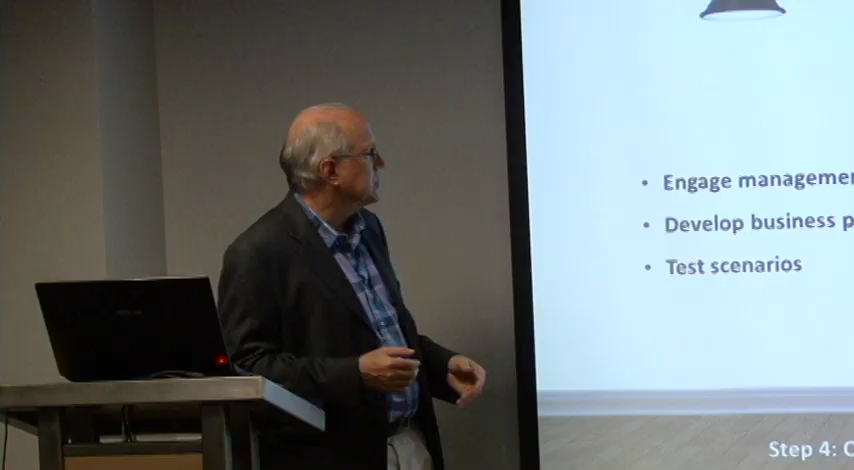 • Engage managemen
• Develop business p
• Test scenarios
Step 4: C